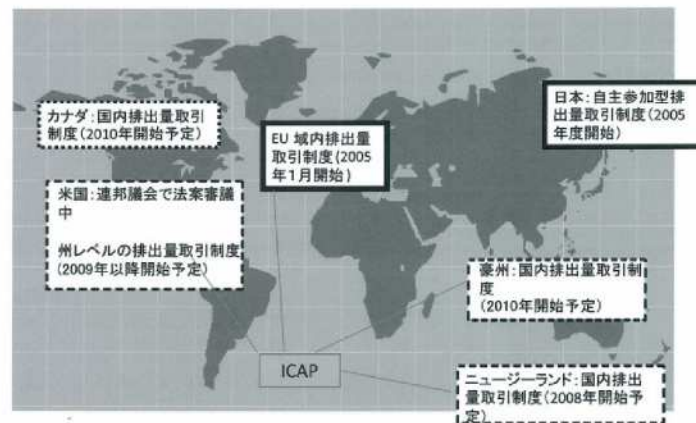 カナダ：国内排出量取引
制度（2010年開始予定）
EU 域内排出量
取引制度（2005
年1月開始）
日本：自主参加型排
出量取引制度（2005
年度開始）
米国：連邦議会で法案審議
中
州レベルの排出量取引制度
（2009年以降開始予定）
豪州：国内排出量取引制
度
（2010年開始予定）
ICAP
ニュージーランド：国内排出
量取引制度（2008年開始予
定）